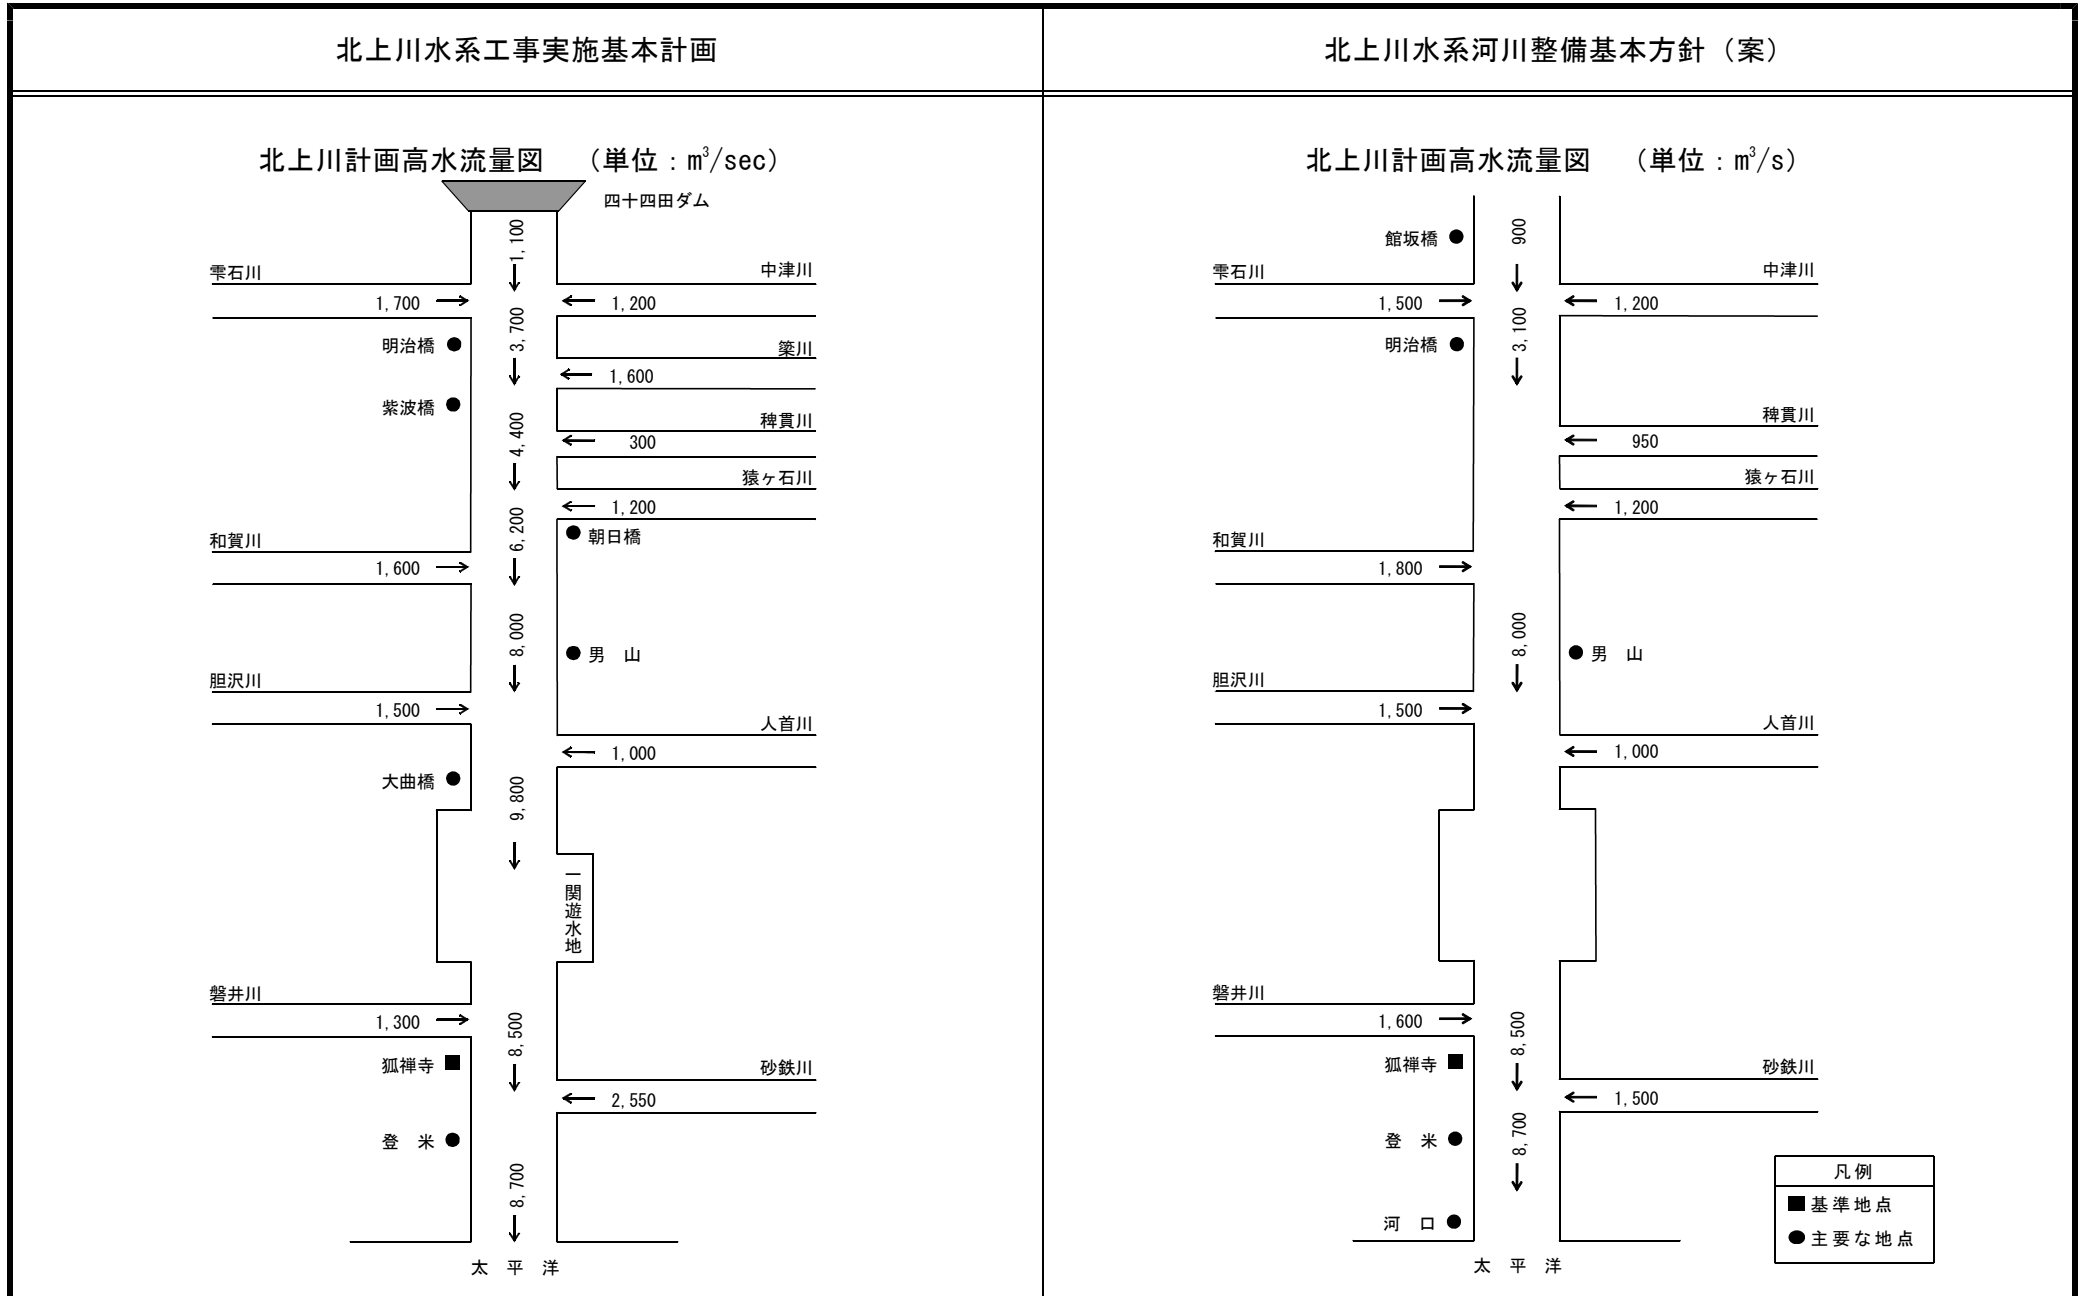 北上川水系工事実施基本計画
北上川計画高水流量図 （単位：m³/sec）
四十四田ダム
1,100
雫石川
中津川
1,700
1,200
3,700
明治橋
簗川
1,600
紫波橋
稗貫川
4,400
300
猿ヶ石川
1,200
6,200
朝日橋
和賀川
1,600
8,000
男 山
胆沢川
1,500
人首川
1,000
大曲橋
9,800
一関遊水地
磐井川
1,300
8,500
狐禅寺
砂鉄川
2,550
登 米
8,700
太 平 洋
北上川水系河川整備基本方針（案）
北上川計画高水流量図 （単位：m³/s）
館坂橋
900
雫石川
中津川
1,500
1,200
3,100
明治橋
稗貫川
950
猿ヶ石川
1,200
和賀川
1,800
8,000
男 山
胆沢川
1,500
人首川
1,000
磐井川
1,600
8,500
狐禅寺
砂鉄川
1,500
登 米
8,700
河 口
太 平 洋
凡例
基準地点
主要な地点